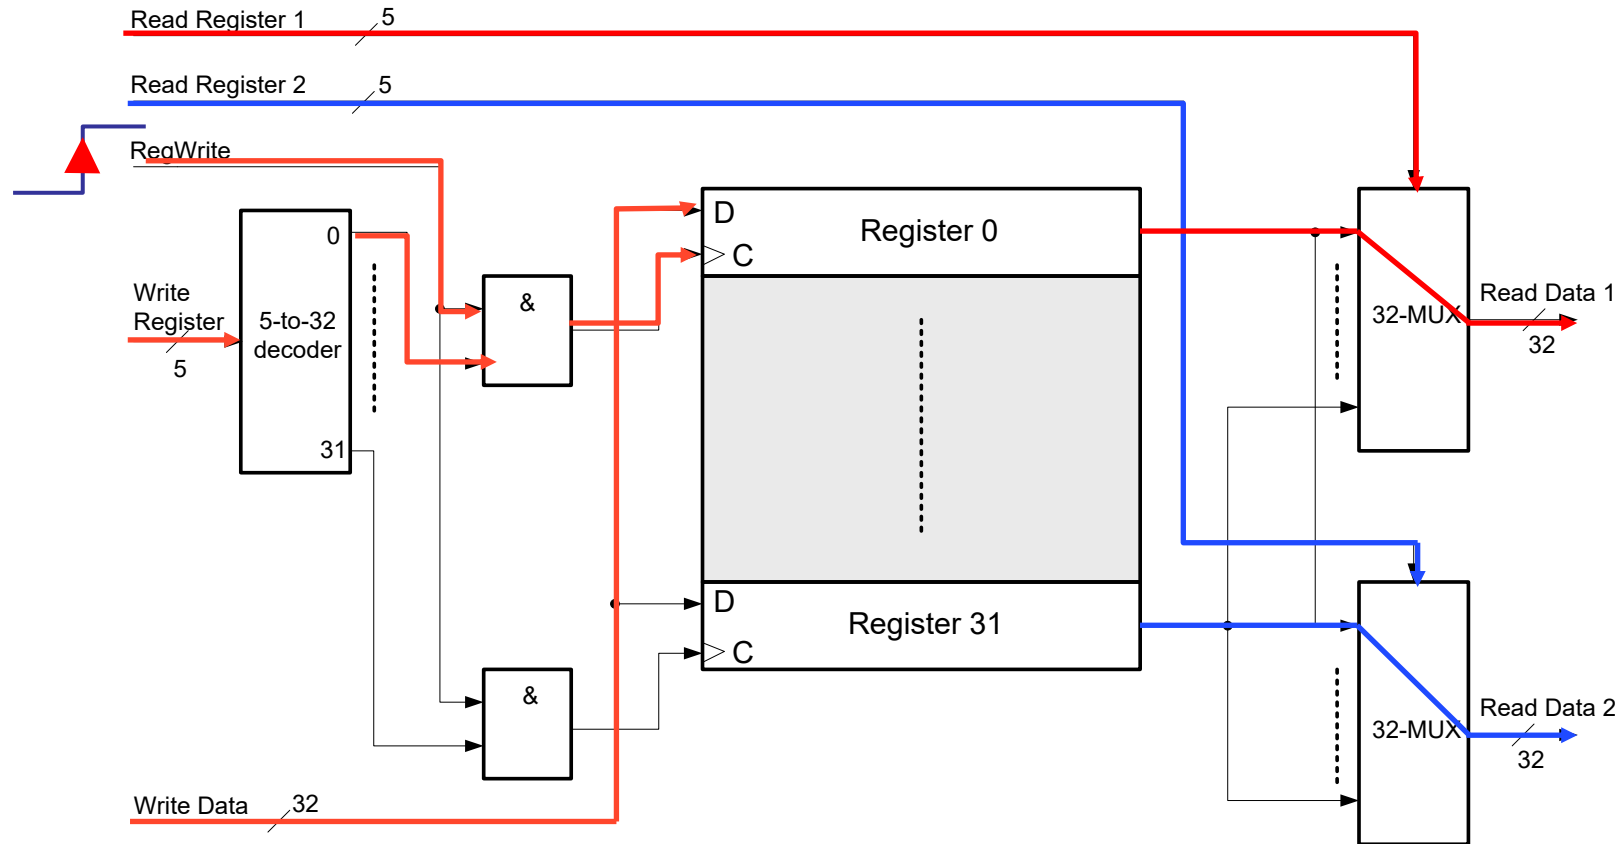 Read Register 1
5
Read Register 2
5
RegWrite
Write
Register
5
0
5-to-32
decoder
31
&
&
D
C
Register 0
D
C
Register 31
Write Data
32
32-MUX
Read Data 1
32
32-MUX
Read Data 2
32